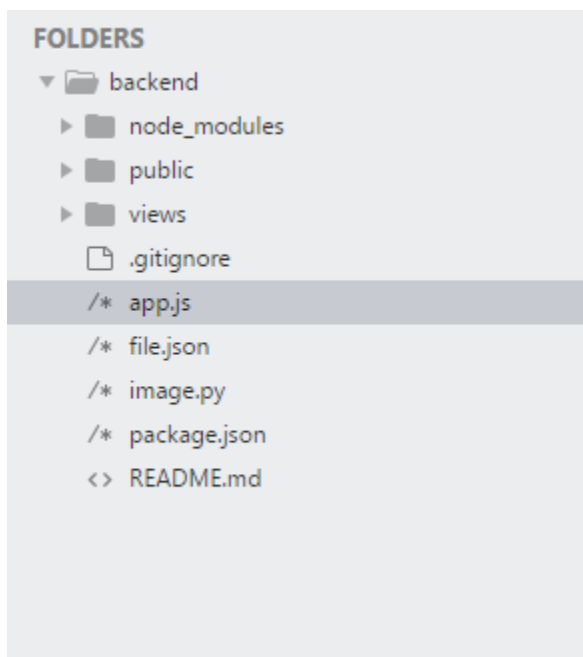 FOLDERS
backend
node_modules
public
views
.gitignore
/* app.js
/* file.json
/* image.py
/* package.json
<> README.md